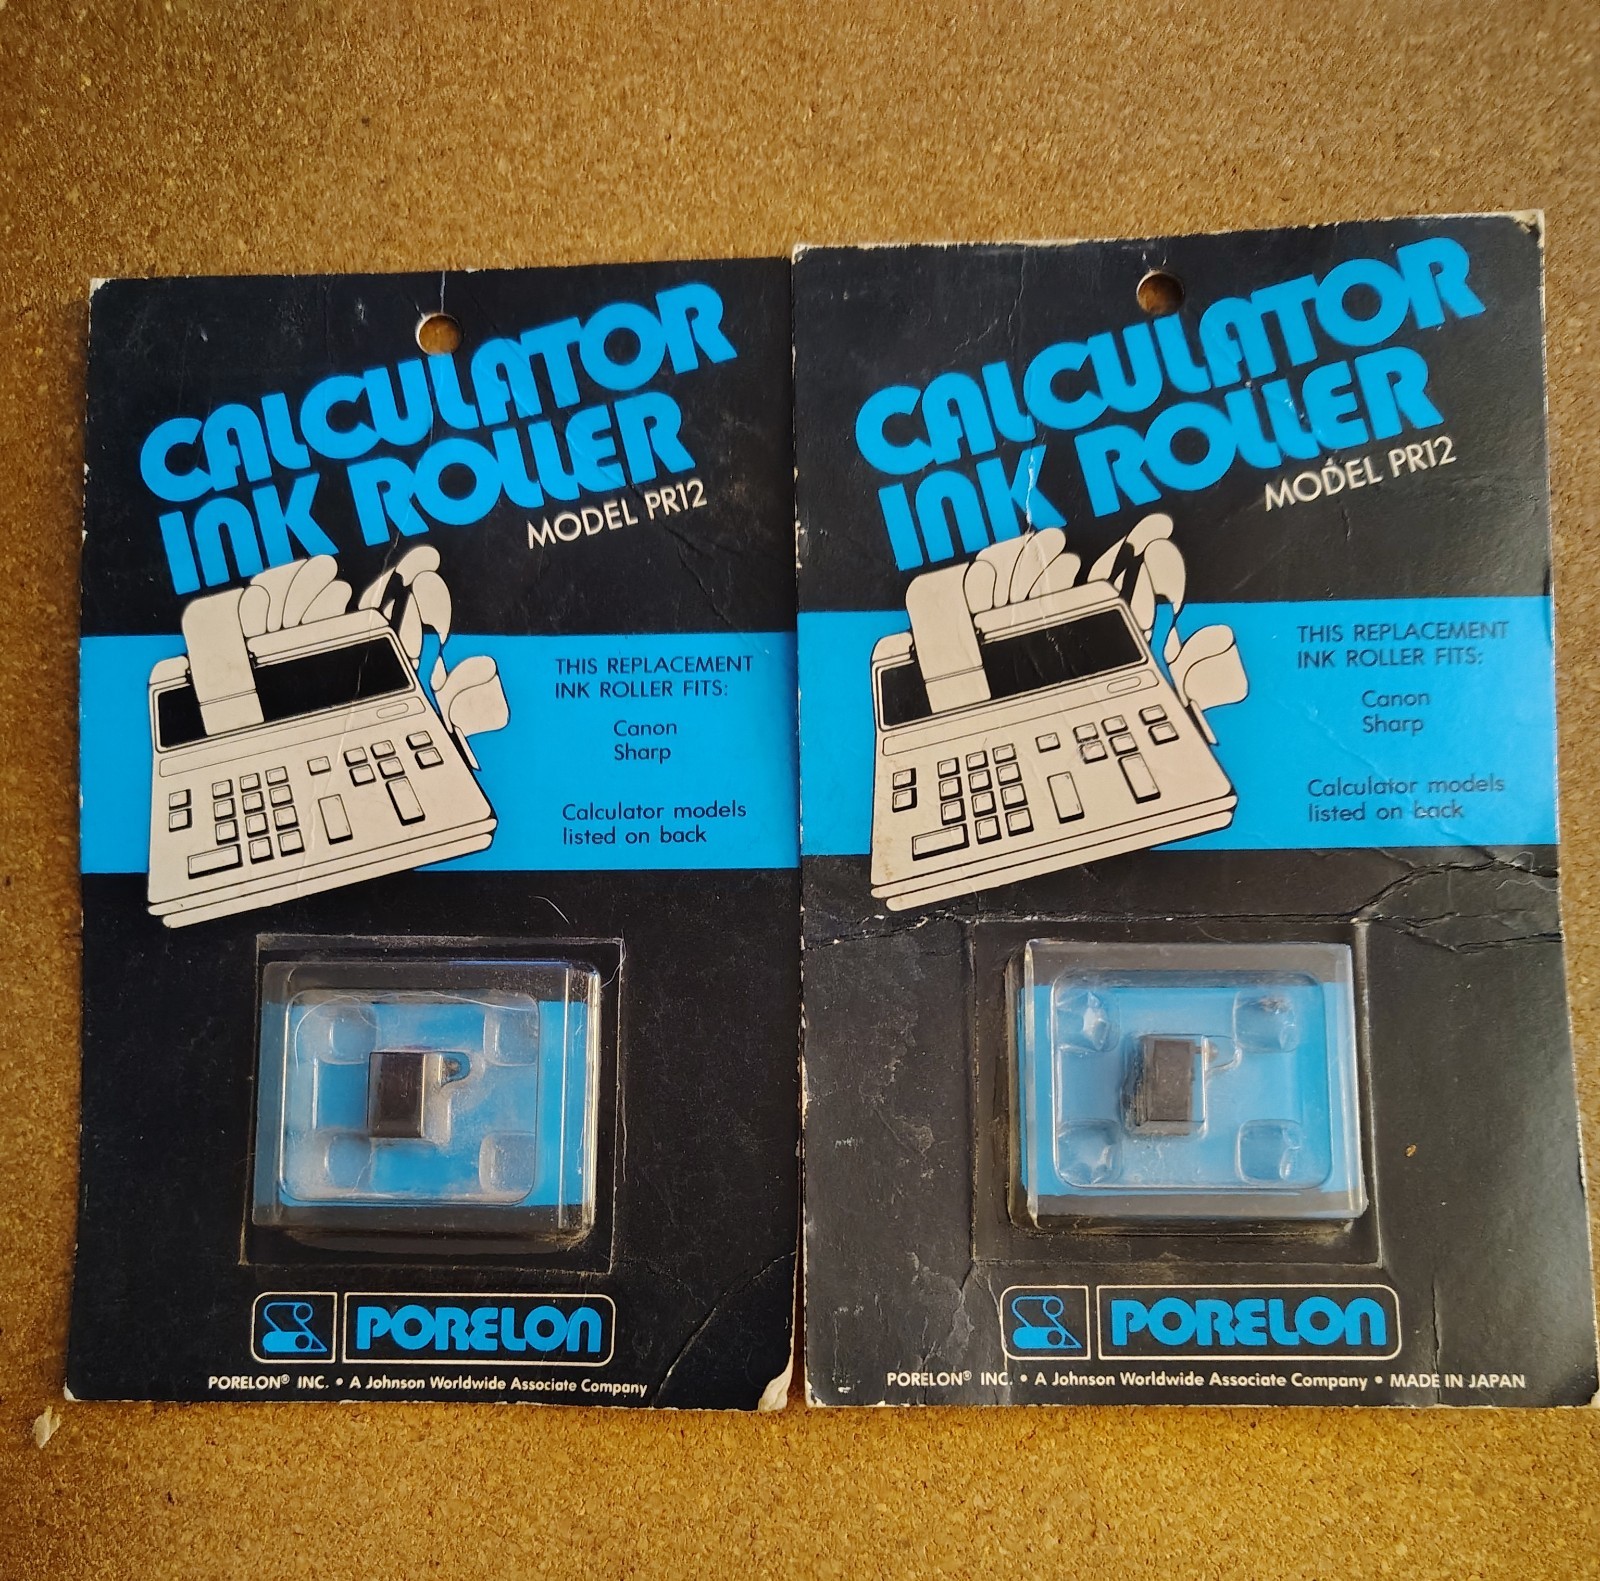 CALCULATOR
INK ROLLER
MODEL PR12
THIS REPLACEMENT
INK ROLLER FITS:
Canon
Sharp
Calculator models
listed on back
PORELON
PORELON® INC. • A Johnson Worldwide Associate Company
CALCULATOR
INK ROLLER
MODEL PR12
THIS REPLACEMENT
INK ROLLER FITS:
Canon
Sharp
Calculator models
listed on back
PORELON
PORELON® INC. • A Johnson Worldwide Associate Company • MADE IN JAPAN